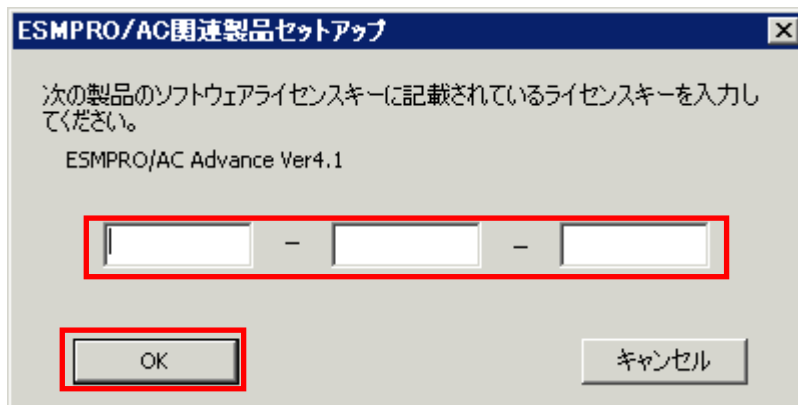 ESMPRO/AC関連製品セットアップ
次の製品のソフトウェアライセンスキーに記載されているライセンスキーを入力し
てください。
ESMPRO/AC Advance Ver4.1
– –
OK キャンセル